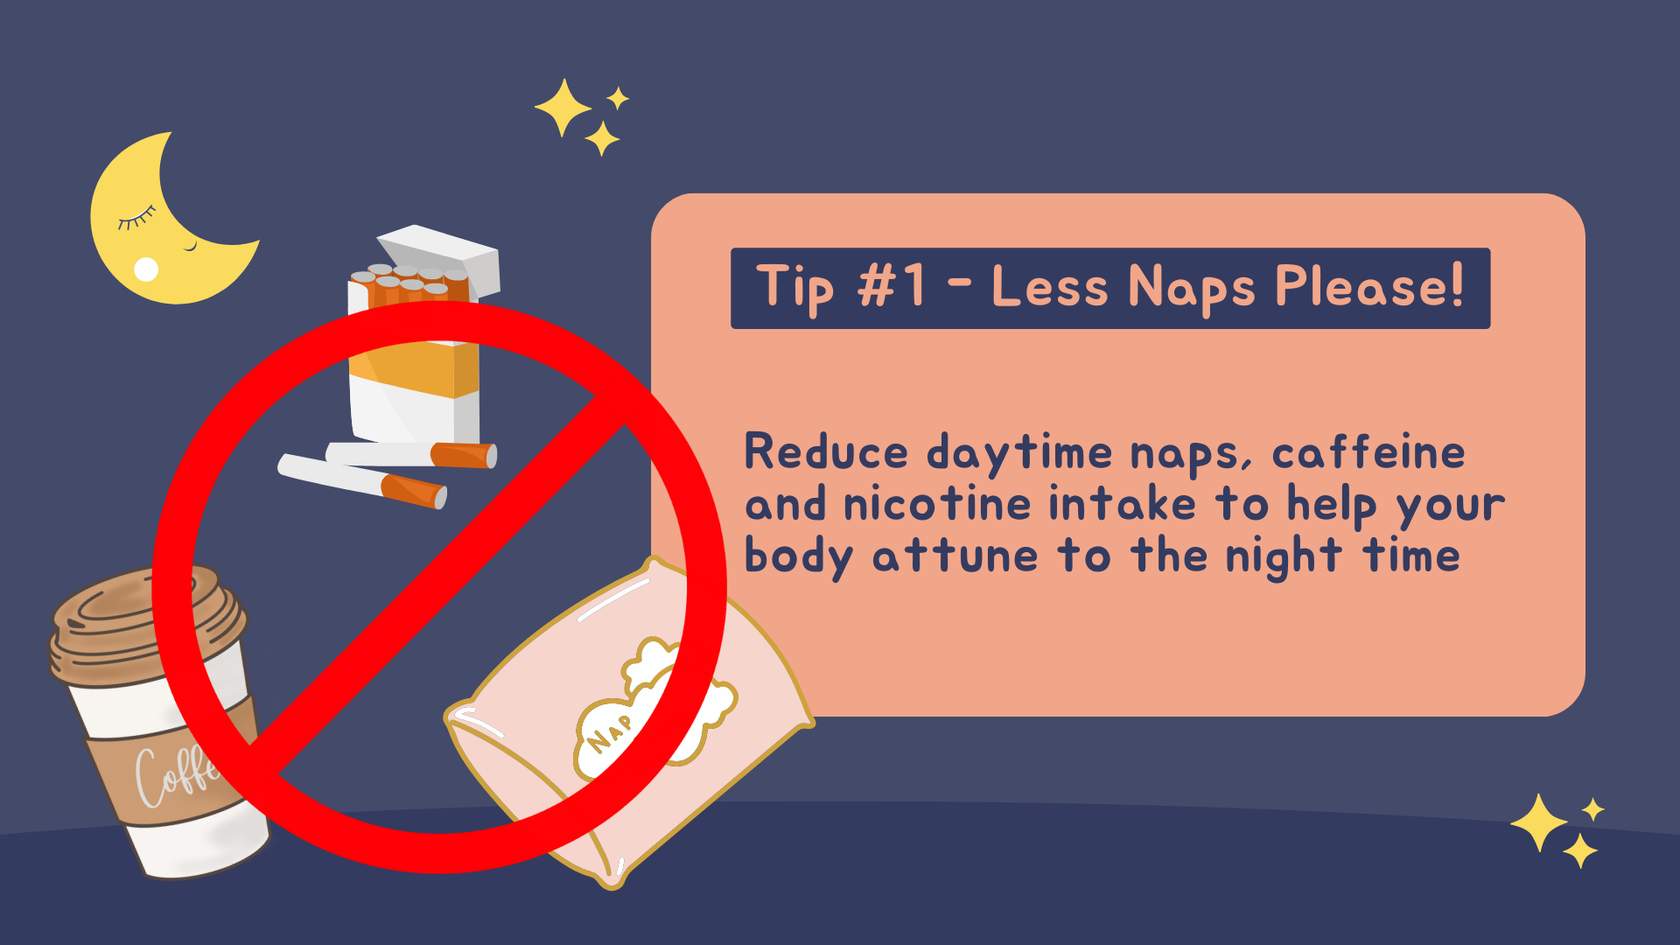 Tip #1 - Less Naps Please!
Reduce daytime naps, caffeine
and nicotine intake to help your
body attune to the night time
Coffe
Nap